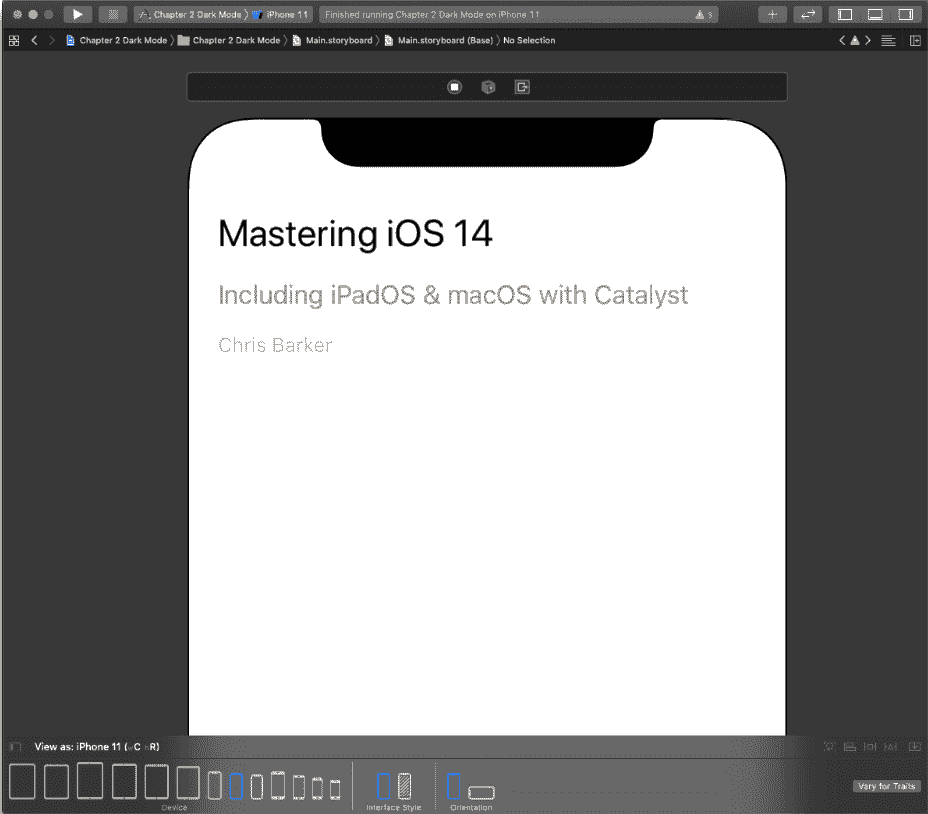 Chapter 2 Dark Mode 〉 iPhone 11
Finished running Chapter 2 Dark Mode on iPhone 11
3
Chapter 2 Dark Mode 〉 Chapter 2 Dark Mode 〉 Main.storyboard 〉 Main.storyboard (Base) 〉 No Selection
Mastering iOS 14
Including iPadOS & macOS with Catalyst
Chris Barker
View as: iPhone 11 (wC hR)
Device
Interface Style
Orientation
Vary for Traits